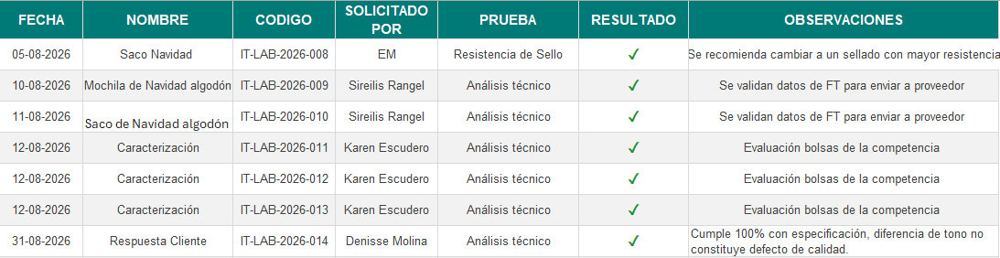 FECHA NOMBRE CODIGO SOLICITADO POR PRUEBA RESULTADO OBSERVACIONES
05-08-2026 Saco Navidad IT-LAB-2026-008 EM Resistencia de Sello ✓ Se recomienda cambiar a un sellado con mayor resistencia
10-08-2026 Mochila de Navidad algodón IT-LAB-2026-009 Sireilis Rangel Análisis técnico ✓ Se validan datos de FT para enviar a proveedor
11-08-2026 Saco de Navidad algodón IT-LAB-2026-010 Sireilis Rangel Análisis técnico ✓ Se validan datos de FT para enviar a proveedor
12-08-2026 Caracterización IT-LAB-2026-011 Karen Escudero Análisis técnico ✓ Evaluación bolsas de la competencia
12-08-2026 Caracterización IT-LAB-2026-012 Karen Escudero Análisis técnico ✓ Evaluación bolsas de la competencia
12-08-2026 Caracterización IT-LAB-2026-013 Karen Escudero Análisis técnico ✓ Evaluación bolsas de la competencia
31-08-2026 Respuesta Cliente IT-LAB-2026-014 Denisse Molina Análisis técnico ✓ Cumple 100% con especificación, diferencia de tono no
constituye defecto de calidad.